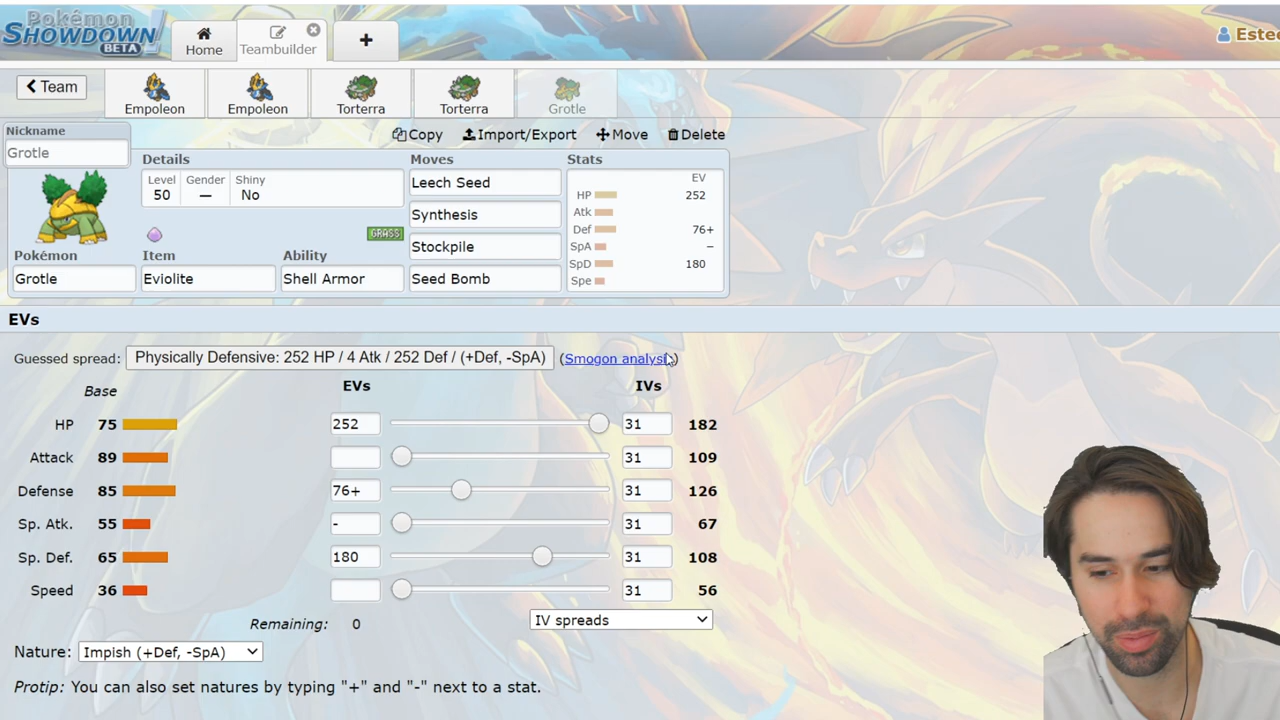 Pokémon
SHOWDOWN
BETA
Home
Teambuilder
+
Team
Empoleon
Empoleon
Torterra
Torterra
Grotle
Nickname
Grotle
Copy
Import/Export
Move
Delete
Details
Level
50
Gender
—
Shiny
No
GRASS
Pokémon
Grotle
Item
Eviolite
Ability
Shell Armor
Moves
Leech Seed
Synthesis
Stockpile
Seed Bomb
Stats
EV
HP 252
Atk
Def 76+
SpA –
SpD 180
Spe
EVs
Guessed spread: Physically Defensive: 252 HP / 4 Atk / 252 Def / (+Def, -SpA) (Smogon analysis)
Base EVs IVs
HP 75 252 31 182
Attack 89 31 109
Defense 85 76+ 31 126
Sp. Atk. 55 - 31 67
Sp. Def. 65 180 31 108
Speed 36 31 56
Remaining: 0
IV spreads
Nature: Impish (+Def, -SpA)
Protip: You can also set natures by typing "+" and "-" next to a stat.